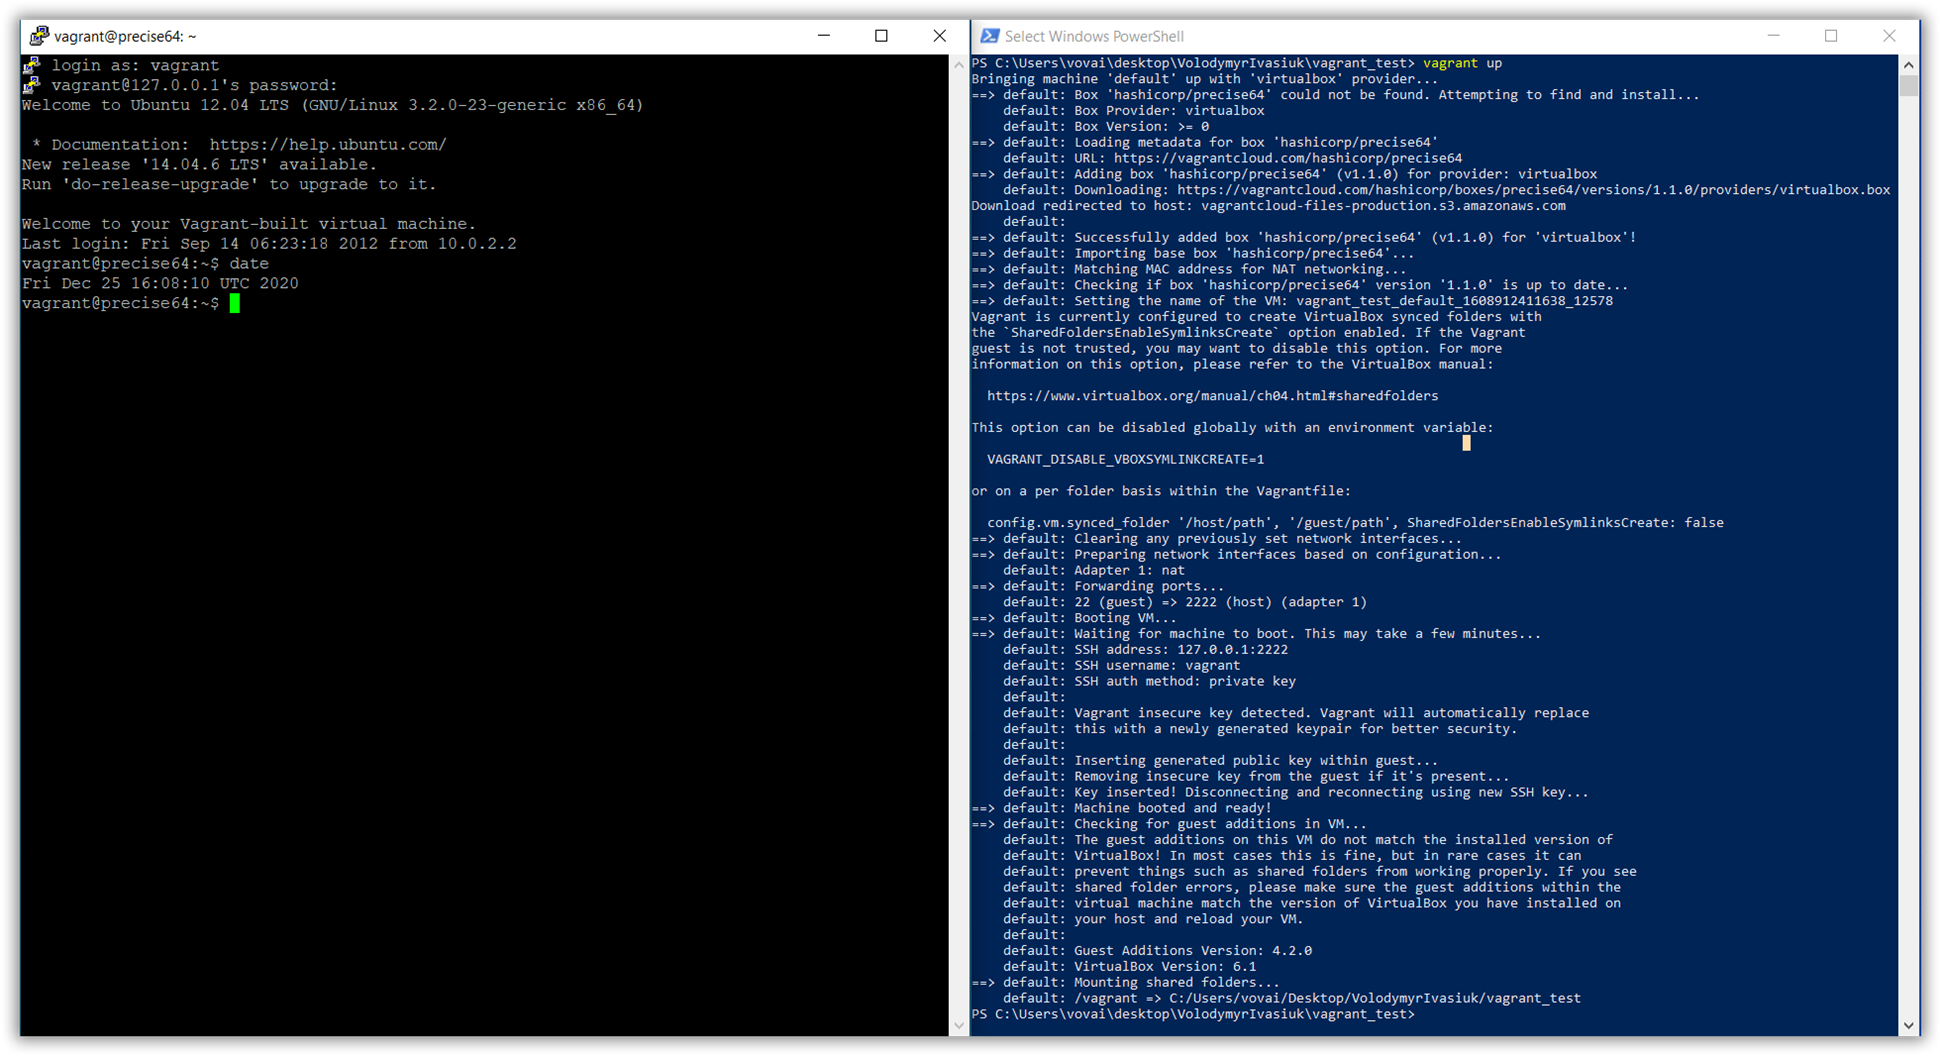 vagrant@precise64: ~
login as: vagrant
vagrant@127.0.0.1's password:
Welcome to Ubuntu 12.04 LTS (GNU/Linux 3.2.0-23-generic x86_64)
* Documentation:  https://help.ubuntu.com/
New release '14.04.6 LTS' available.
Run 'do-release-upgrade' to upgrade to it.
Welcome to your Vagrant-built virtual machine.
Last login: Fri Sep 14 06:23:18 2012 from 10.0.2.2
vagrant@precise64:~$ date
Fri Dec 25 16:08:10 UTC 2020
vagrant@precise64:~$
Select Windows PowerShell
PS C:\Users\vovai\desktop\VolodymyrIvasiuk\vagrant_test> vagrant up
Bringing machine 'default' up with 'virtualbox' provider...
==> default: Box 'hashicorp/precise64' could not be found. Attempting to find and install...
    default: Box Provider: virtualbox
    default: Box Version: >= 0
==> default: Loading metadata for box 'hashicorp/precise64'
    default: URL: https://vagrantcloud.com/hashicorp/precise64
==> default: Adding box 'hashicorp/precise64' (v1.1.0) for provider: virtualbox
    default: Downloading: https://vagrantcloud.com/hashicorp/boxes/precise64/versions/1.1.0/providers/virtualbox.box
Download redirected to host: vagrantcloud-files-production.s3.amazonaws.com
    default:
==> default: Successfully added box 'hashicorp/precise64' (v1.1.0) for 'virtualbox'!
==> default: Importing base box 'hashicorp/precise64'...
==> default: Matching MAC address for NAT networking...
==> default: Checking if box 'hashicorp/precise64' version '1.1.0' is up to date...
==> default: Setting the name of the VM: vagrant_test_default_1608912411638_12578
Vagrant is currently configured to create VirtualBox synced folders with
the `SharedFoldersEnableSymlinksCreate` option enabled. If the Vagrant
guest is not trusted, you may want to disable this option. For more
information on this option, please refer to the VirtualBox manual:
https://www.virtualbox.org/manual/ch04.html#sharedfolders
This option can be disabled globally with an environment variable:
VAGRANT_DISABLE_VBOXSYMLINKCREATE=1
or on a per folder basis within the Vagrantfile:
config.vm.synced_folder '/host/path', '/guest/path', SharedFoldersEnableSymlinksCreate: false
==> default: Clearing any previously set network interfaces...
==> default: Preparing network interfaces based on configuration...
    default: Adapter 1: nat
==> default: Forwarding ports...
    default: 22 (guest) => 2222 (host) (adapter 1)
==> default: Booting VM...
==> default: Waiting for machine to boot. This may take a few minutes...
    default: SSH address: 127.0.0.1:2222
    default: SSH username: vagrant
    default: SSH auth method: private key
    default:
    default: Vagrant insecure key detected. Vagrant will automatically replace
    default: this with a newly generated keypair for better security.
    default:
    default: Inserting generated public key within guest...
    default: Removing insecure key from the guest if it's present...
    default: Key inserted! Disconnecting and reconnecting using new SSH key...
==> default: Machine booted and ready!
==> default: Checking for guest additions in VM...
    default: The guest additions on this VM do not match the installed version of
    default: VirtualBox! In most cases this is fine, but in rare cases it can
    default: prevent things such as shared folders from working properly. If you see
    default: shared folder errors, please make sure the guest additions within the
    default: virtual machine match the version of VirtualBox you have installed on
    default: your host and reload your VM.
    default:
    default: Guest Additions Version: 4.2.0
    default: VirtualBox Version: 6.1
==> default: Mounting shared folders...
    default: /vagrant => C:/Users/vovai/Desktop/VolodymyrIvasiuk/vagrant_test
PS C:\Users\vovai\desktop\VolodymyrIvasiuk\vagrant_test>